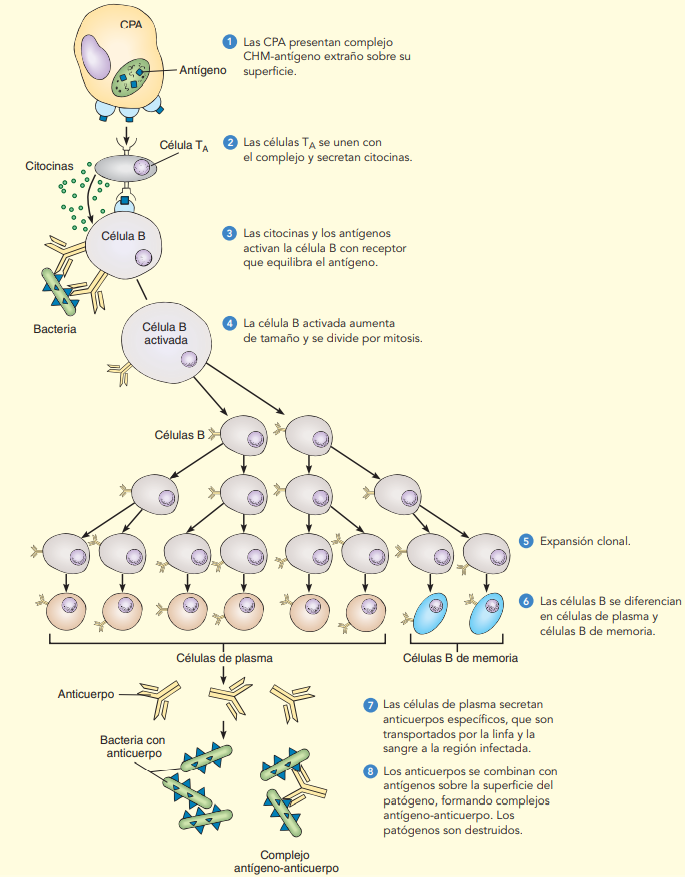 CPA
Antígeno
1 Las CPA presentan complejo
CHM-antígeno extraño sobre su
superficie.
Célula TA
Citocinas
2 Las células TA se unen con
el complejo y secretan citocinas.
Célula B
3 Las citocinas y los antígenos
activan la célula B con receptor
que equilibra el antígeno.
Bacteria
Célula B
activada
4 La célula B activada aumenta
de tamaño y se divide por mitosis.
Células B
5 Expansión clonal.
6 Las células B se diferencian
en células de plasma y
células B de memoria.
Células de plasma
Células B de memoria
Anticuerpo
7 Las células de plasma secretan
anticuerpos específicos, que son
transportados por la linfa y la
sangre a la región infectada.
Bacteria con
anticuerpo
8 Los anticuerpos se combinan con
antígenos sobre la superficie del
patógeno, formando complejos
antígeno-anticuerpo. Los
patógenos son destruidos.
Complejo
antígeno-anticuerpo